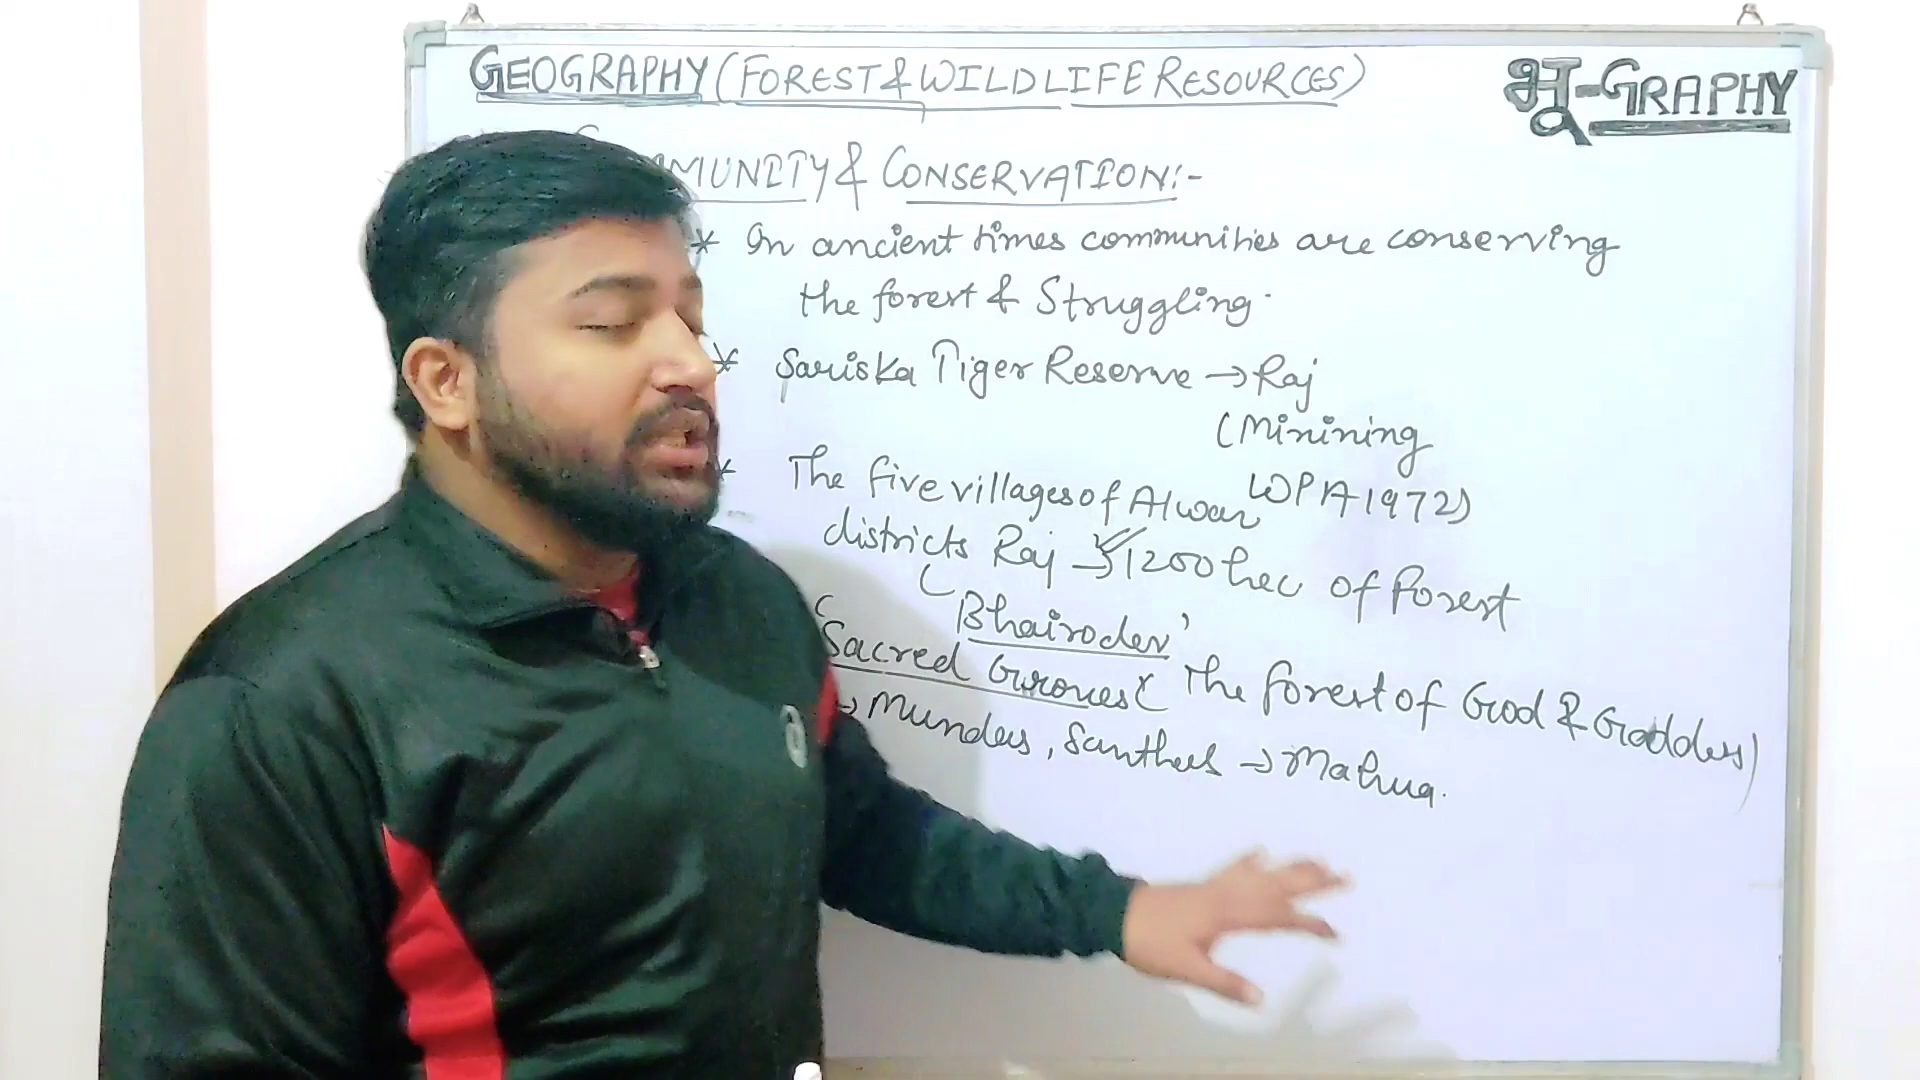 GEOGRAPHY (FOREST & WILDLIFE RESOURCES)
भू-GRAPHY
MUNITY & CONSERVATION:-
* In ancient times communities are conserving
the forest & Struggling.
* Sariska Tiger Reserve → Raj
(Minining
WPA 1972)
* The five villages of Alwar
districts Raj → 1200 hec of Forest
(Bhairodev'
Sacred Groves (The forest of God & Goddes)
→ Mundas, Santhals → Mahua.